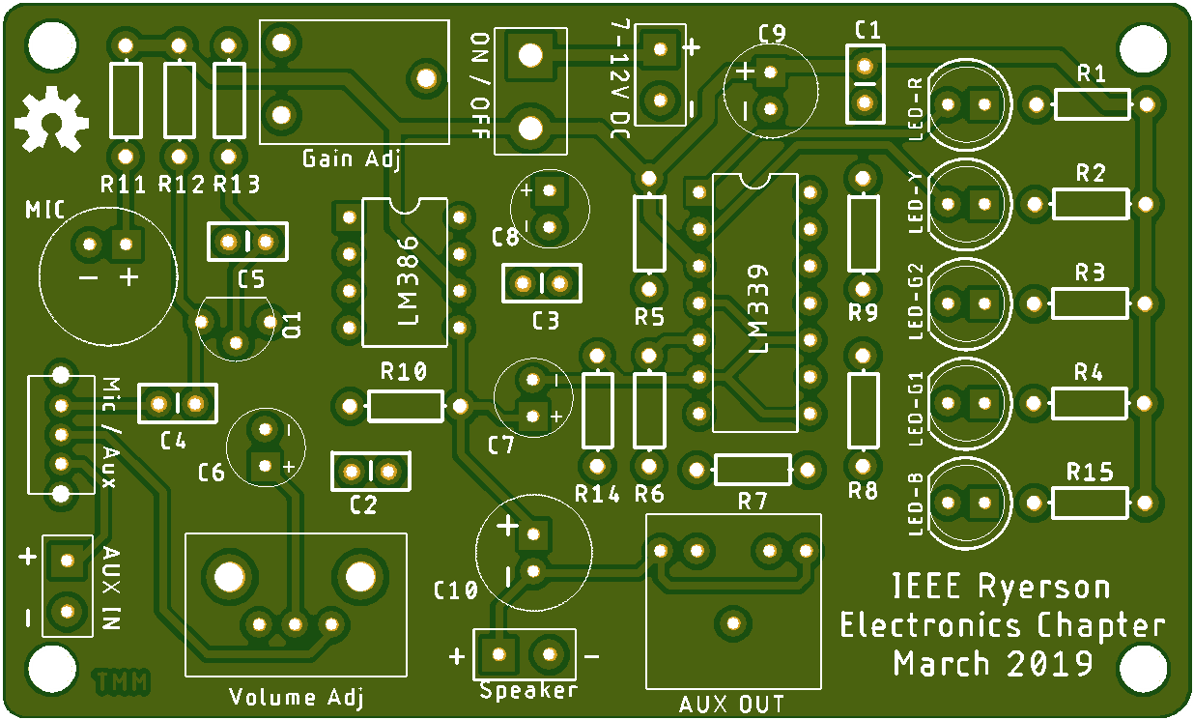 ON / OFF
7-12V DC
+
-
C9
+
-
C1
LED-R
R1
Gain Adj
R11 R12 R13
MIC
- +
C5
LM386
+
-
C8
C3
R5
LM339
R9
LED-Y
R2
LED-G2
R3
Q1
Mic / Aux
C4
R10
-
+
C7
-
+
C6
C2
R14 R6
R7
R8
LED-G1
R4
LED-B
R15
+
-
AUX IN
TMM
Volume Adj
+
-
C10
+ -
Speaker
AUX OUT
IEEE Ryerson
Electronics Chapter
March 2019